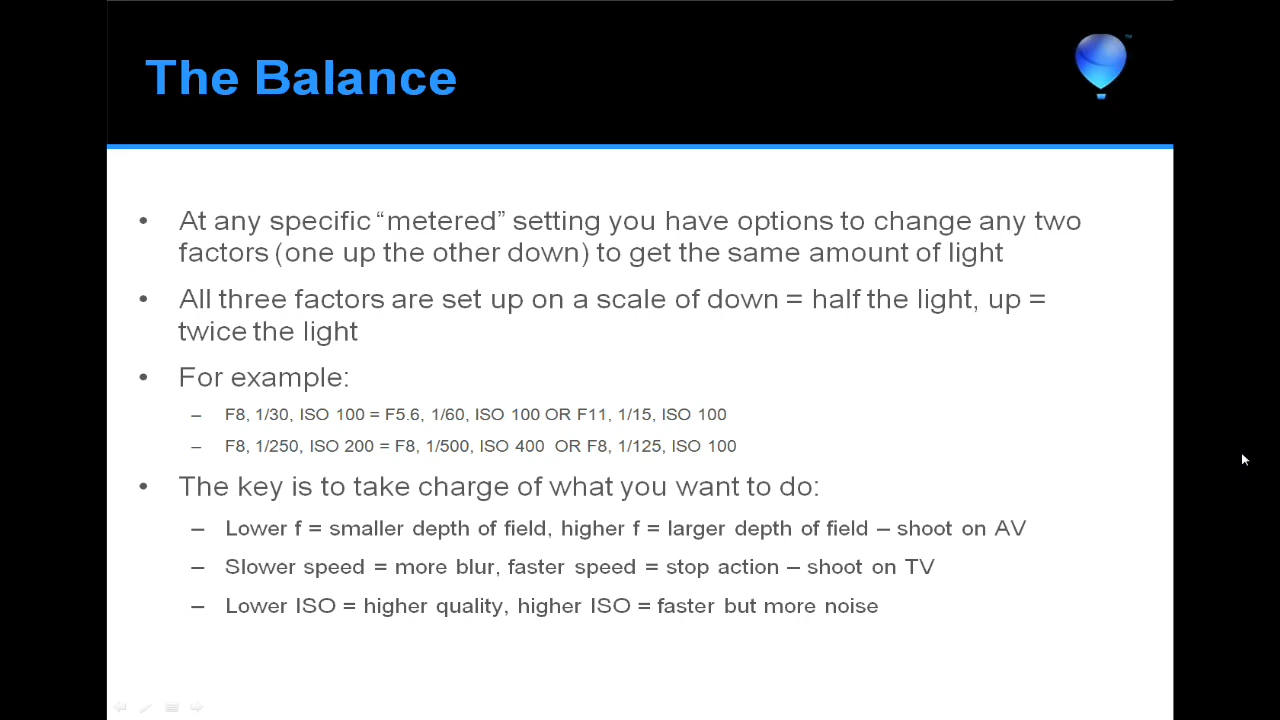 The Balance
™
• At any specific “metered” setting you have options to change any two
factors (one up the other down) to get the same amount of light
• All three factors are set up on a scale of down = half the light, up =
twice the light
• For example:
– F8, 1/30, ISO 100 = F5.6, 1/60, ISO 100 OR F11, 1/15, ISO 100
– F8, 1/250, ISO 200 = F8, 1/500, ISO 400 OR F8, 1/125, ISO 100
• The key is to take charge of what you want to do:
– Lower f = smaller depth of field, higher f = larger depth of field – shoot on AV
– Slower speed = more blur, faster speed = stop action – shoot on TV
– Lower ISO = higher quality, higher ISO = faster but more noise